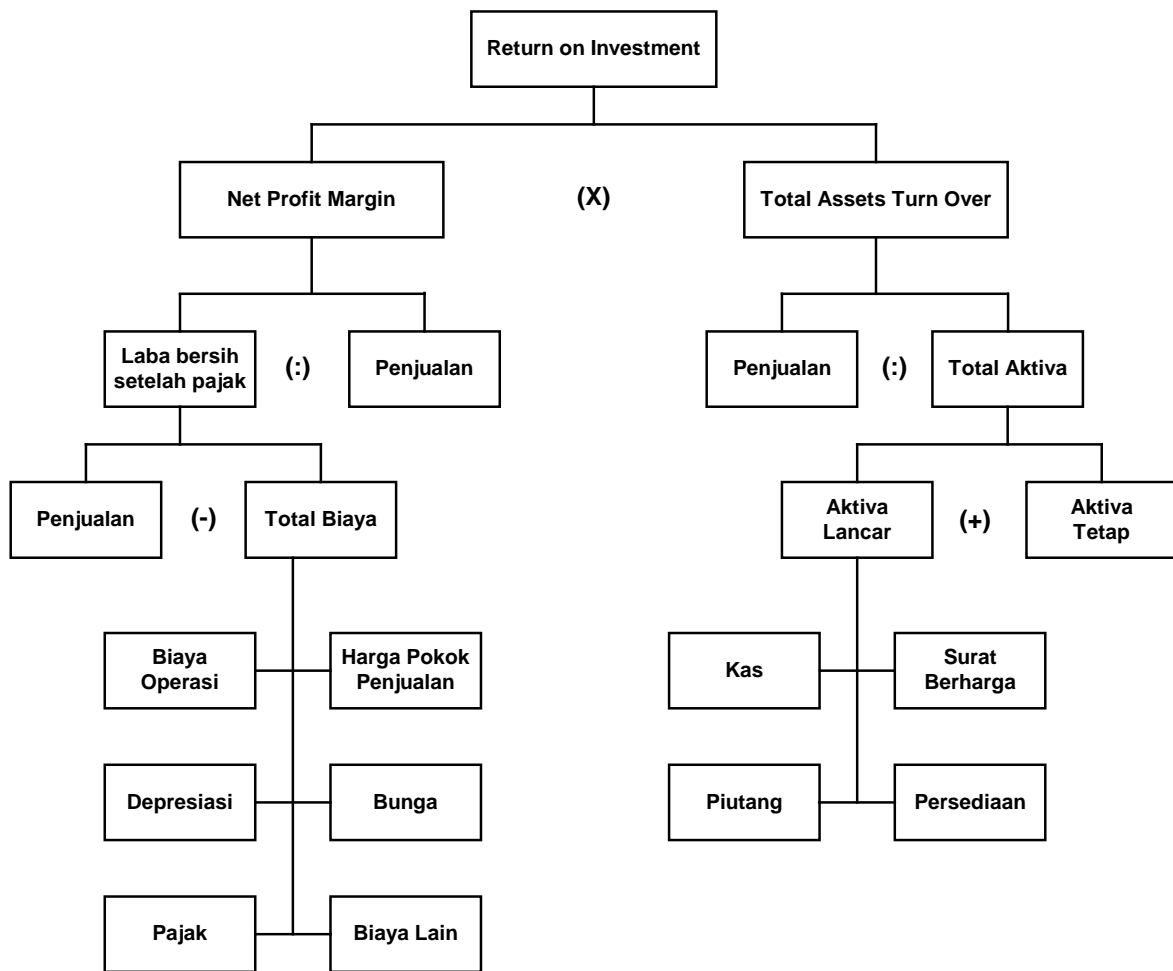 Return on Investment
Net Profit Margin
(X)
Total Assets Turn Over
Laba bersih
setelah pajak
(:)
Penjualan
Penjualan
(:)
Total Aktiva
Penjualan
(-)
Total Biaya
Aktiva
Lancar
(+)
Aktiva
Tetap
Biaya
Operasi
Harga Pokok
Penjualan
Kas
Surat
Berharga
Depresiasi
Bunga
Piutang
Persediaan
Pajak
Biaya Lain